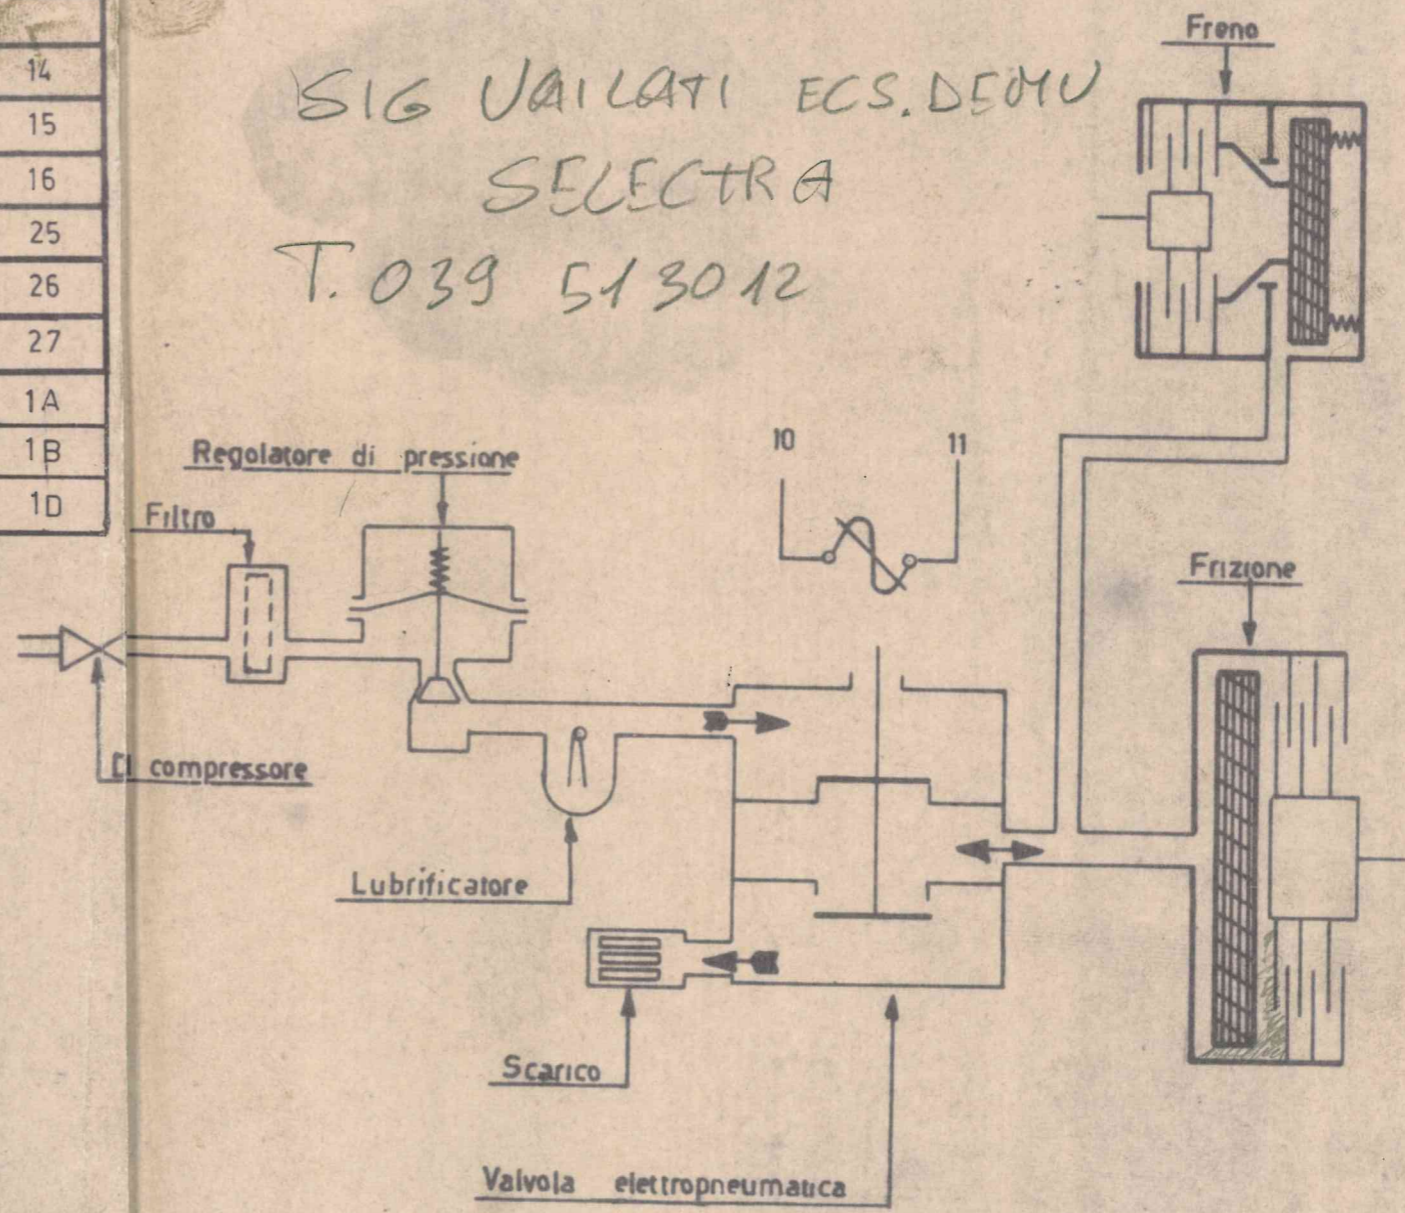 14
15
16
25
26
27
1A
1B
1D
SIG VAILATI ECS. DEMU
SELECTRA
T. 039 513012
Freno
Regolatore di pressione
10
11
Filtro
Frizione
compressore
Lubrificatore
Scarico
Valvola elettropneumatica